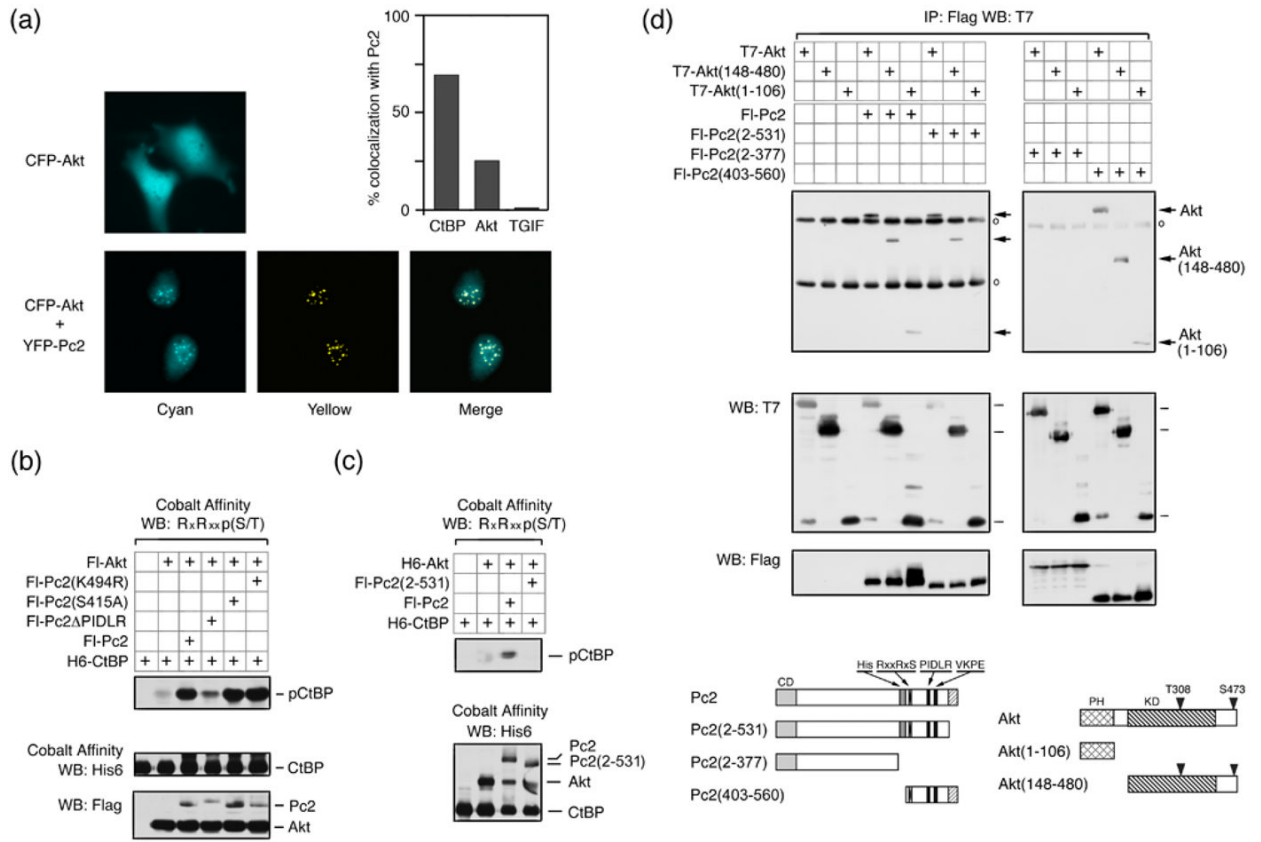 (a)
CFP-Akt
% colocalization with Pc2
100
50
0
CtBP Akt TGIF
CFP-Akt
+
YFP-Pc2
Cyan Yellow Merge
(b)
Cobalt Affinity
WB: RxRxxp(S/T)
Fl-Akt + + + + +
Fl-Pc2(K494R) +
Fl-Pc2(S415A) +
Fl-Pc2ΔPIDLR +
Fl-Pc2 +
H6-CtBP + + + + + +
pCtBP
Cobalt Affinity
WB: His6
CtBP
WB: Flag
Pc2
Akt
(c)
Cobalt Affinity
WB: RxRxxp(S/T)
H6-Akt + + +
Fl-Pc2(2-531) +
Fl-Pc2 +
H6-CtBP + + + +
pCtBP
Cobalt Affinity
WB: His6
Pc2
Pc2(2-531)
Akt
CtBP
(d)
IP: Flag WB: T7
T7-Akt + + + + +
T7-Akt(148-480) + + + + +
T7-Akt(1-106) + + + + +
Fl-Pc2 + + +
Fl-Pc2(2-531) + + +
Fl-Pc2(2-377) + + +
Fl-Pc2(403-560) + + +
Akt
Akt
(148-480)
Akt
(1-106)
WB: T7
WB: Flag
His RxxRxS PIDLR VKPE
CD
Pc2
Pc2(2-531)
Pc2(2-377)
Pc2(403-560)
PH KD T308 S473
Akt
Akt(1-106)
Akt(148-480)